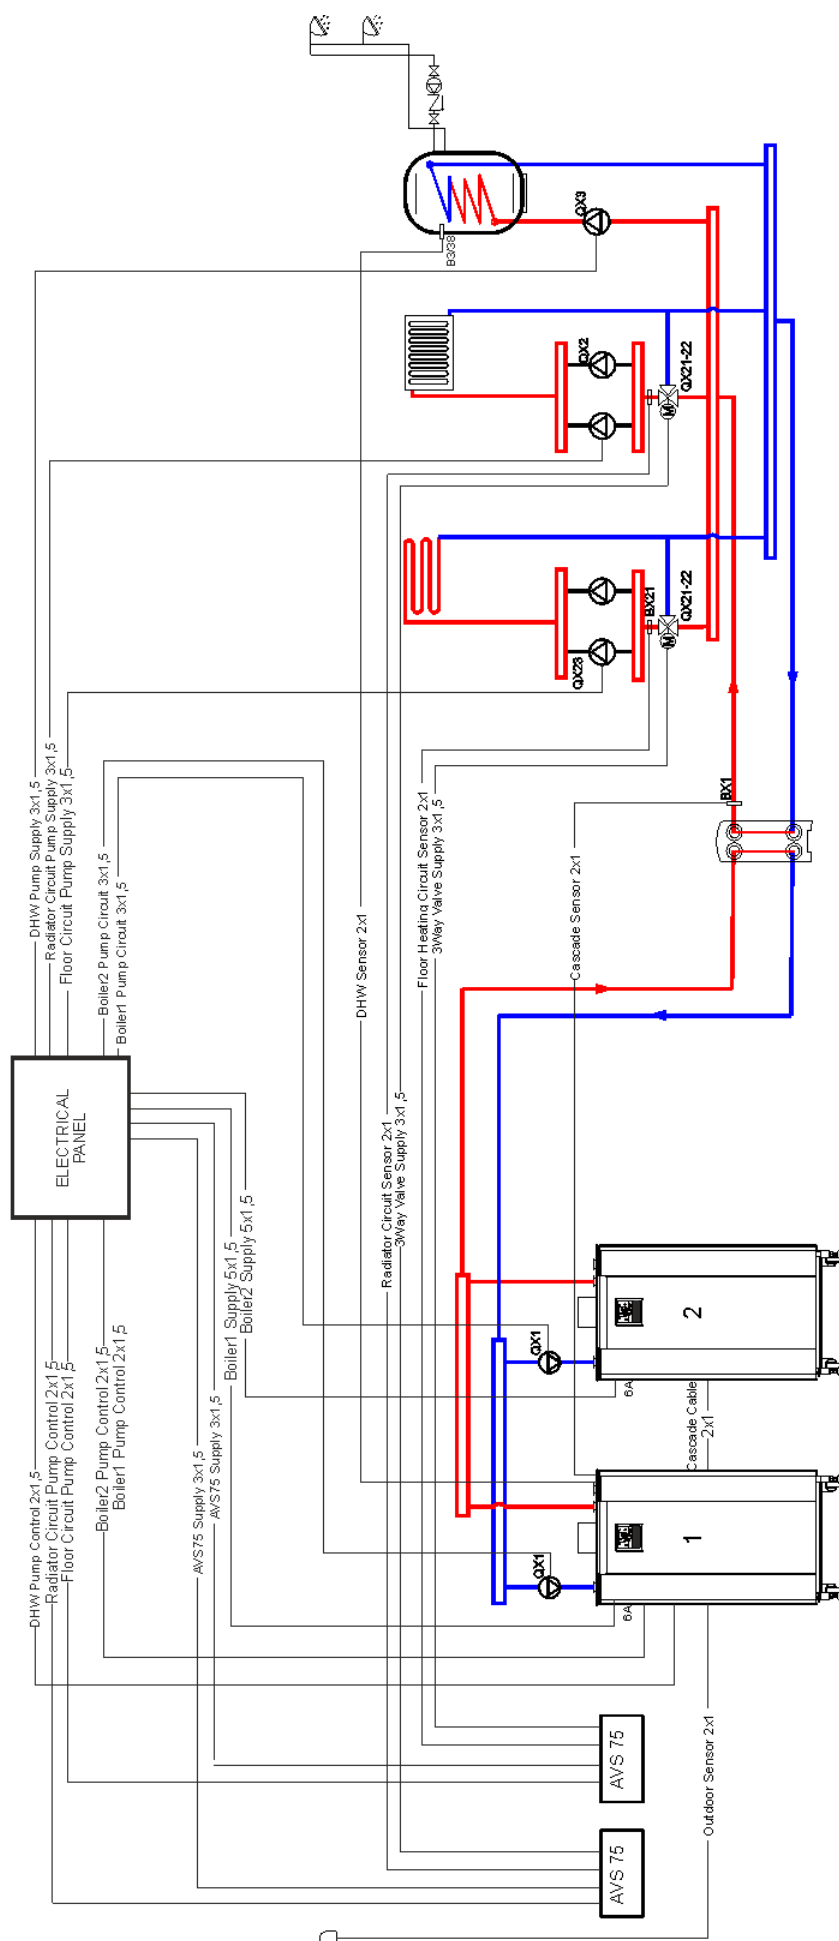 DHW Pump Supply 3x1,5
Radiator Circuit Pump Supply 3x1,5
Floor Circuit Pump Supply 3x1,5
Boiler2 Pump Circuit 3x1,5
Boiler1 Pump Circuit 3x1,5
ELECTRICAL
PANEL
DHW Pump Control 2x1,5
Radiator Circuit Pump Control 2x1,5
Floor Circuit Pump Control 2x1,5
Boiler2 Pump Control 2x1,5
Boiler1 Pump Control 2x1,5
AVS75 Supply 3x1,5
AVS75 Supply 3x1,5
Boiler1 Supply 5x1,5
Boiler2 Supply 5x1,5
DHW Sensor 2x1
Radiator Circuit Sensor 2x1
3Way Valve Supply 3x1,5
Floor Heating Circuit Sensor 2x1
3Way Valve Supply 3x1,5
Cascade Sensor 2x1
B3/38
QX3
QX2
QX21-22
M
QX23
BX21
QX21-22
M
BX1
QX1
QX1
2
6A
Cascade Cable
2x1
1
6A
AVS 75
AVS 75
Outdoor Sensor 2x1